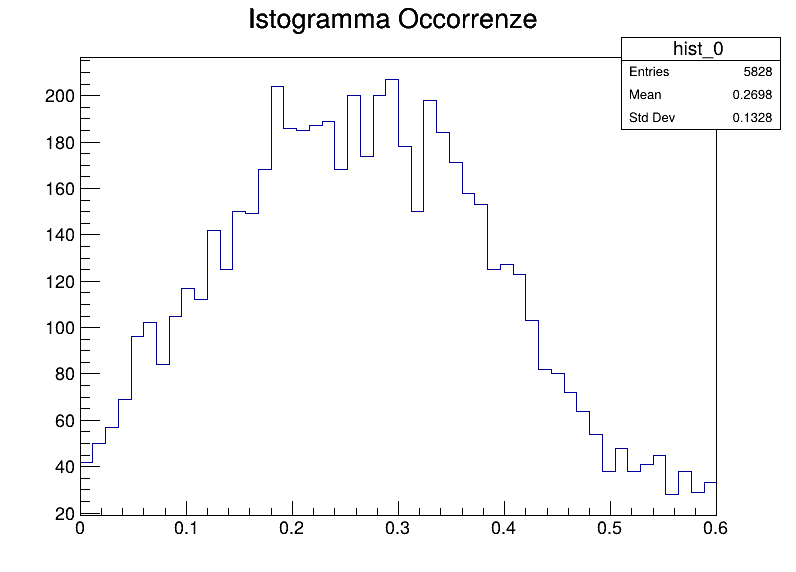 Istogramma Occorrenze
hist_0
Entries 5828
Mean 0.2698
Std Dev 0.1328
200
180
160
140
120
100
80
60
40
20
0 0.1 0.2 0.3 0.4 0.5 0.6